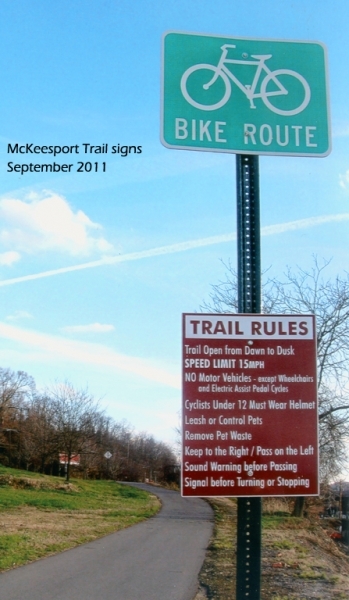 BIKE ROUTE
McKeesport Trail signs
September 2011
TRAIL RULES
Trail Open from Dawn to Dusk
SPEED LIMIT 15MPH
NO Motor Vehicles - except Wheelchairs
and Electric Assist Pedal Cycles
Cyclists Under 12 Must Wear Helmet
Leash or Control Pets
Remove Pet Waste
Keep to the Right / Pass on the Left
Sound Warning before Passing
Signal before Turning or Stopping